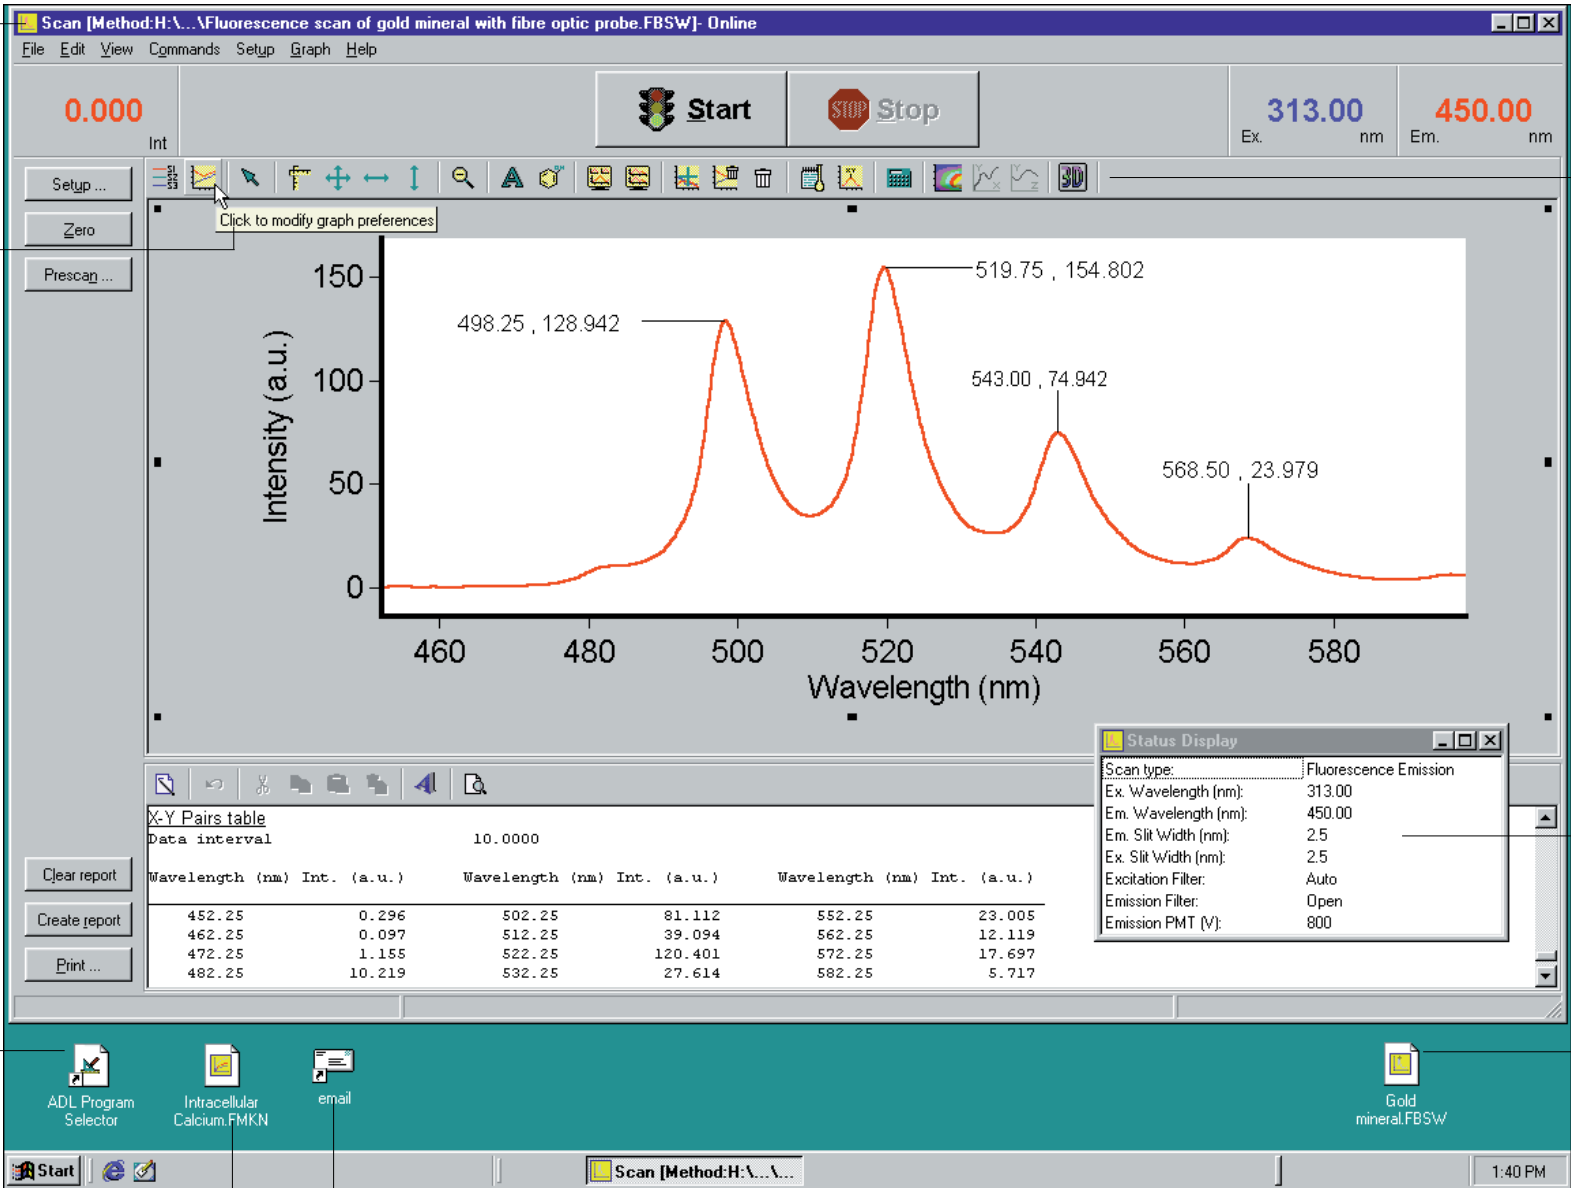 Scan [Method:H:\...\Fluorescence scan of gold mineral with fibre optic probe.FBSW]- Online
File Edit View Commands Setup Graph Help
0.000 Int
Start
STOP Stop
313.00
Ex. nm
450.00
Em. nm
Setup ...
Zero
Prescan ...
3D
Click to modify graph preferences
150
100
50
0
Intensity (a.u.)
519.75 , 154.802
498.25 , 128.942
543.00 , 74.942
568.50 , 23.979
460 480 500 520 540 560 580
Wavelength (nm)
Status Display
Scan type: Fluorescence Emission
Ex. Wavelength (nm): 313.00
Em. Wavelength (nm): 450.00
Em. Slit Width (nm): 2.5
Ex. Slit Width (nm): 2.5
Excitation Filter: Auto
Emission Filter: Open
Emission PMT (V): 800
X-Y Pairs table
Data interval 10.0000
Wavelength (nm) Int. (a.u.) Wavelength (nm) Int. (a.u.) Wavelength (nm) Int. (a.u.)
452.25 0.296 502.25 81.112 552.25 23.005
462.25 0.097 512.25 39.094 562.25 12.119
472.25 1.155 522.25 120.401 572.25 17.697
482.25 10.219 532.25 27.614 582.25 5.717
Clear report
Create report
Print ...
ADL Program
Selector
Intracellular
Calcium.FMKN
email
Gold
mineral.FBSW
Start
Scan [Method:H:\...\...
1:40 PM